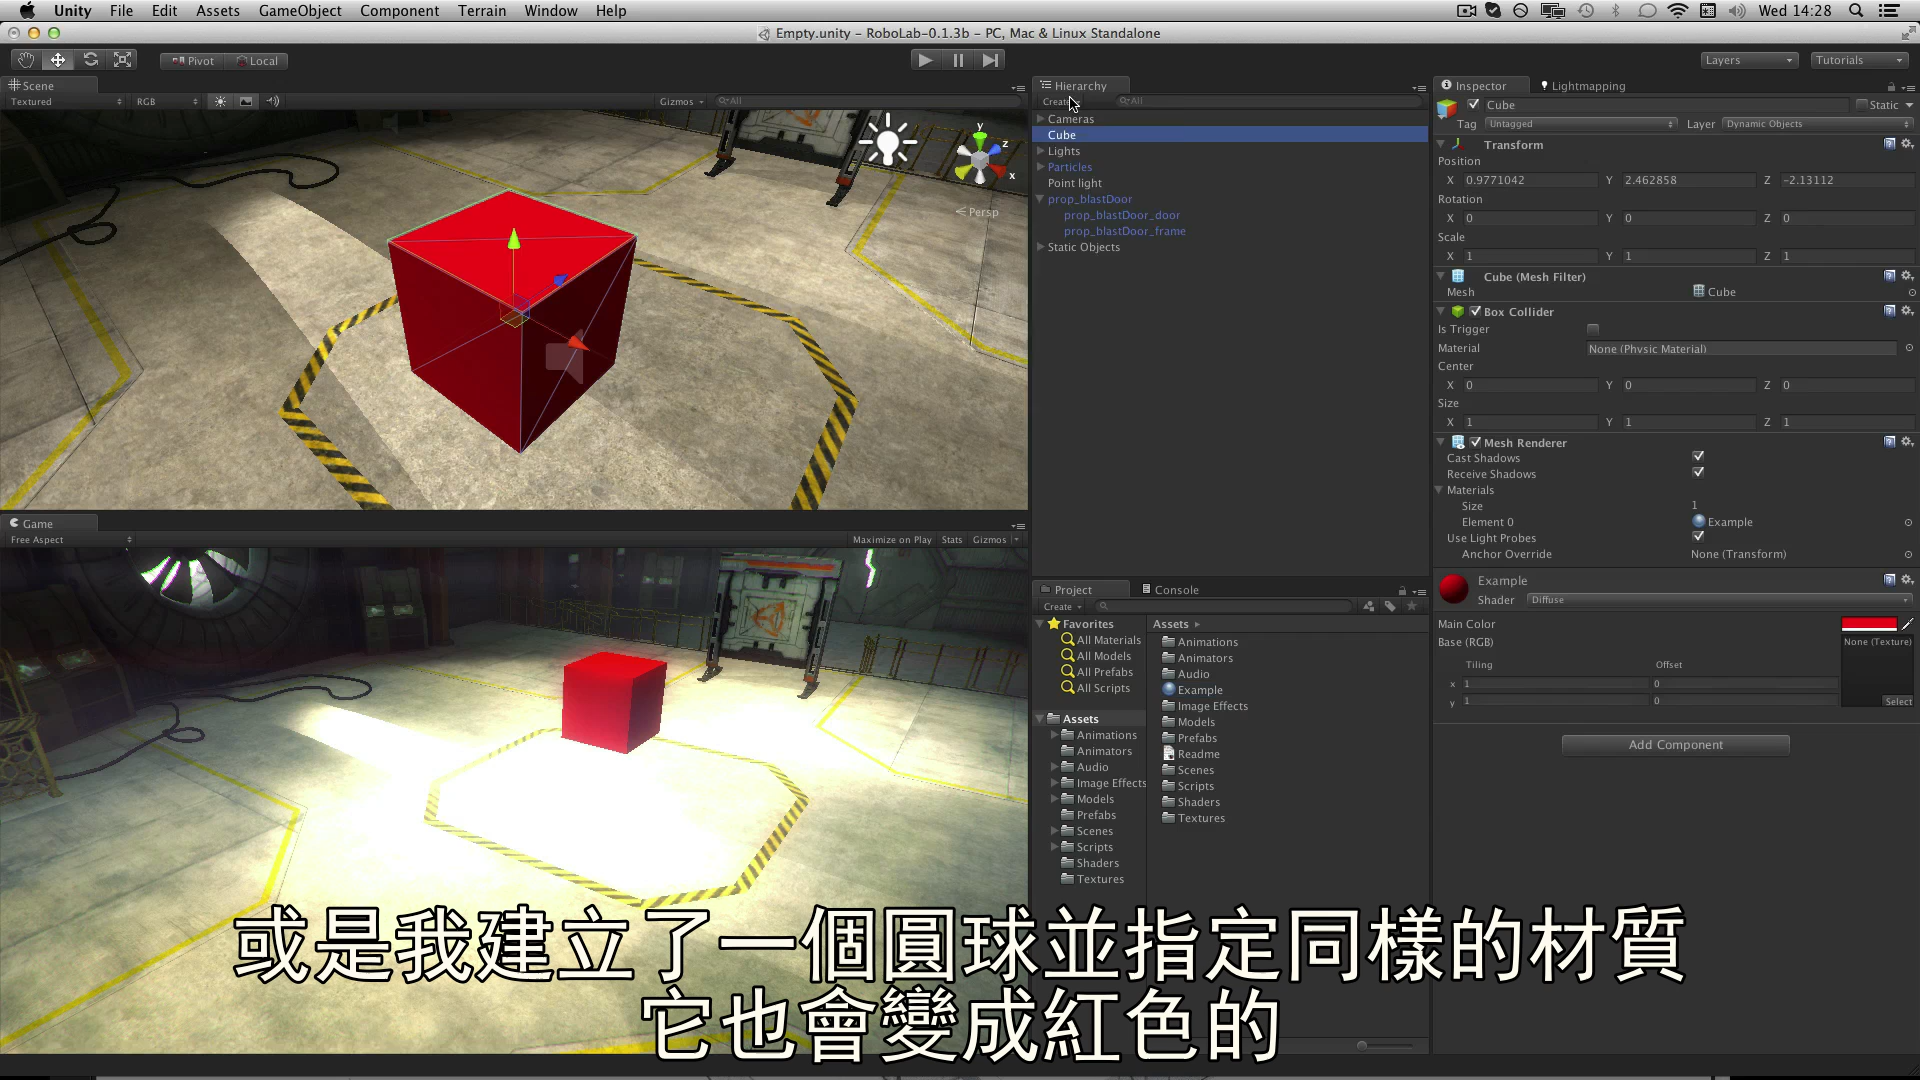 Unity File Edit Assets GameObject Component Terrain Window Help Wed 14:28
Empty.unity – RoboLab-0.1.3b – PC, Mac & Linux Standalone
Pivot Local Layers Tutorials
Scene
Textured RGB Gizmos All
y
z
x
Persp
Game
Free Aspect Maximize on Play Stats Gizmos
Hierarchy
Create All
Cameras
Cube
Lights
Particles
Point light
prop_blastDoor
prop_blastDoor_door
prop_blastDoor_frame
Static Objects
Project Console
Create
Favorites
All Materials
All Models
All Prefabs
All Scripts
Assets
Animations
Animators
Audio
Image Effects
Models
Prefabs
Scenes
Scripts
Shaders
Textures
Assets
Animations
Animators
Audio
Example
Image Effects
Models
Prefabs
Readme
Scenes
Scripts
Shaders
Textures
Inspector Lightmapping
Cube Static
Tag Untagged Layer Dynamic Objects
Transform
Position
X 0.9771042 Y 2.462858 Z -2.13112
Rotation
X 0 Y 0 Z 0
Scale
X 1 Y 1 Z 1
Cube (Mesh Filter)
Mesh Cube
Box Collider
Is Trigger
Material None (Physic Material)
Center
X 0 Y 0 Z 0
Size
X 1 Y 1 Z 1
Mesh Renderer
Cast Shadows
Receive Shadows
Materials
Size 1
Element 0 Example
Use Light Probes
Anchor Override None (Transform)
Example
Shader Diffuse
Main Color
Base (RGB) None (Texture)
Tiling Offset
x 1 0
y 1 0
Select
Add Component
或是我建立了一個圓球並指定同樣的材質
它也會變成紅色的